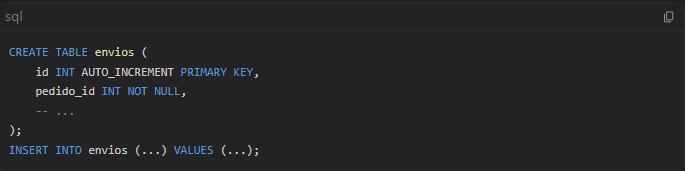 sql
CREATE TABLE envios (
    id INT AUTO_INCREMENT PRIMARY KEY,
    pedido_id INT NOT NULL,
    -- ...
);
INSERT INTO envios (...) VALUES (...);